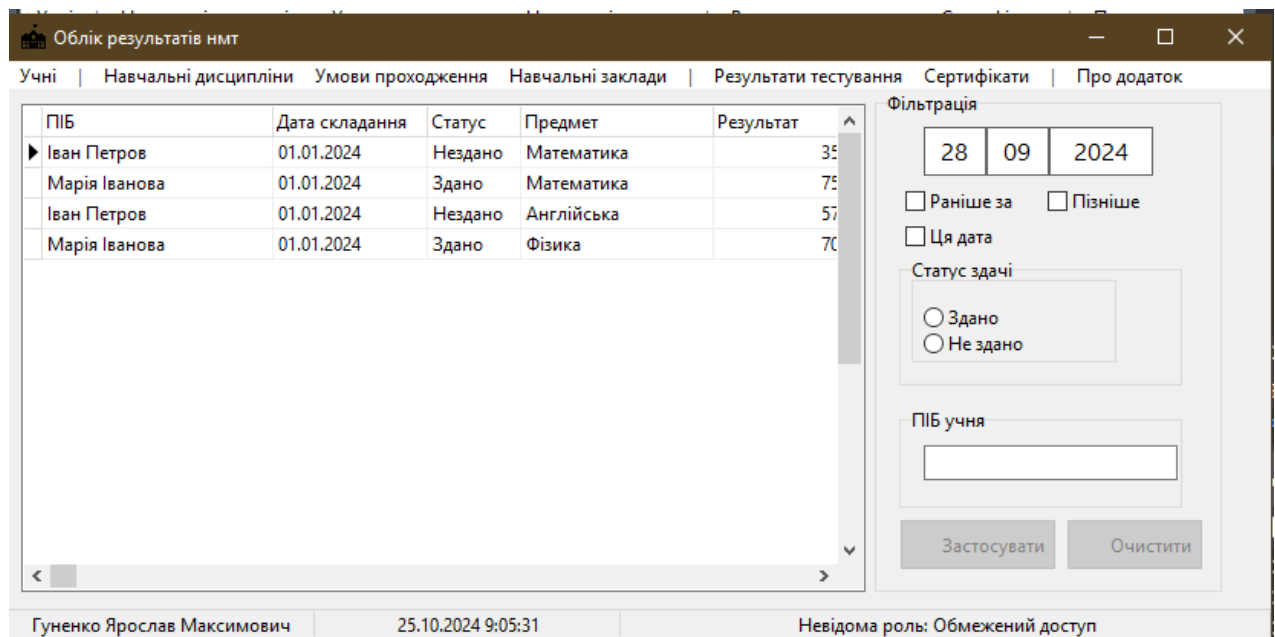 Облік результатів нмт
Учні | Навчальні дисципліни Умови проходження Навчальні заклади | Результати тестування Сертифікати | Про додаток
ПІБ Дата складання Статус Предмет Результат
Іван Петров 01.01.2024 Нездано Математика 35
Марія Іванова 01.01.2024 Здано Математика 75
Іван Петров 01.01.2024 Нездано Англійська 57
Марія Іванова 01.01.2024 Здано Фізика 70
Фільтрація
28 09 2024
Раніше за Пізніше
Ця дата
Статус здачі
Здано
Не здано
ПІБ учня
Застосувати Очистити
Гуненко Ярослав Максимович 25.10.2024 9:05:31 Невідома роль: Обмежений доступ